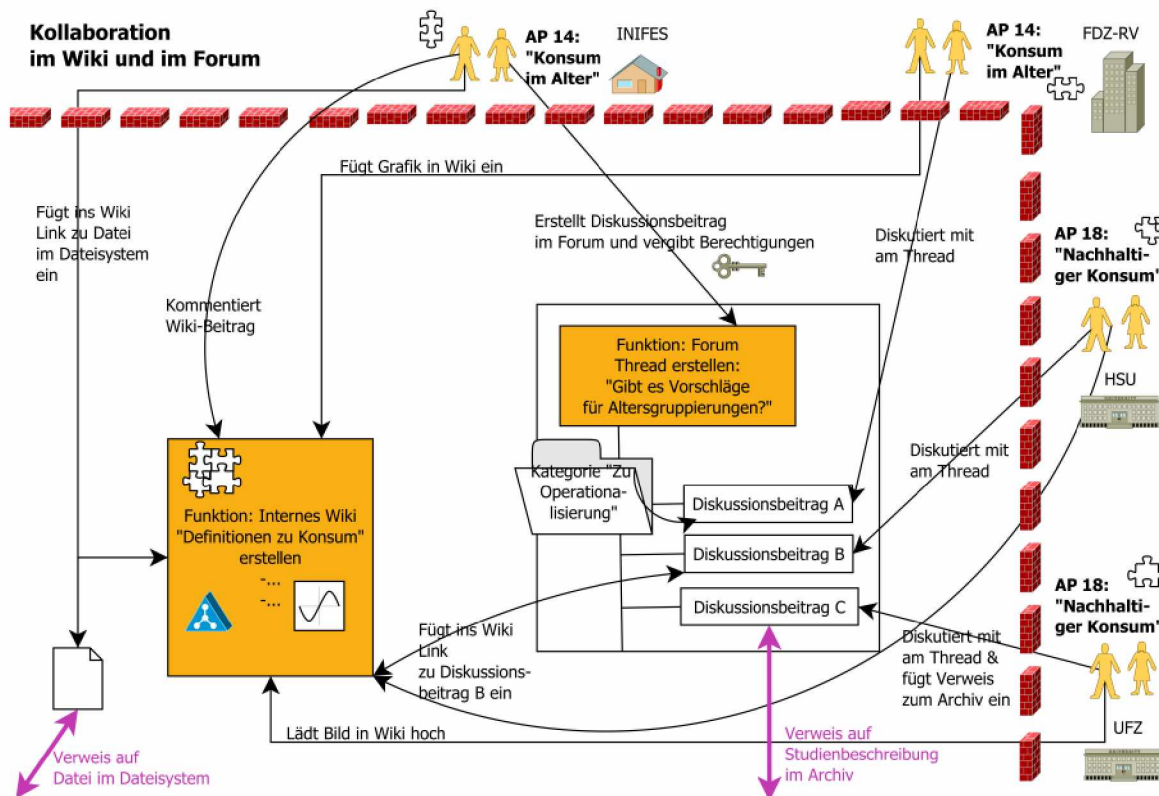 Kollaboration
im Wiki und im Forum
AP 14:
"Konsum
im Alter"
INIFES
AP 14:
"Konsum
im Alter"
FDZ-RV
Fügt Grafik in Wiki ein
Fügt ins Wiki
Link zu Datei
im Dateisystem
ein
Erstellt Diskussionsbeitrag
im Forum und vergibt Berechtigungen
Diskutiert mit
am Thread
AP 18:
"Nachhalti-
ger Konsum"
Kommentiert
Wiki-Beitrag
Funktion: Forum
Thread erstellen:
"Gibt es Vorschläge
für Altersgruppierungen?"
HSU
Diskutiert mit
am Thread
Kategorie "Zu
Operationa-
lisierung"
Diskussionsbeitrag A
Diskussionsbeitrag B
Diskussionsbeitrag C
Funktion: Internes Wiki
"Definitionen zu Konsum"
erstellen
-...
-...
AP 18:
"Nachhalti-
ger Konsum"
Fügt ins Wiki
Link
zu Diskussions-
beitrag B ein
Diskutiert mit
am Thread &
fügt Verweis
zum Archiv ein
Lädt Bild in Wiki hoch
UFZ
Verweis auf
Datei im Dateisystem
Verweis auf
Studienbeschreibung
im Archiv